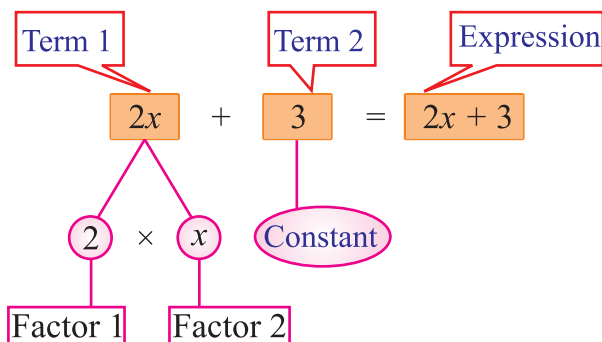 Term 1 Term 2 Expression
2x + 3 = 2x + 3
2 × x Constant
Factor 1 Factor 2